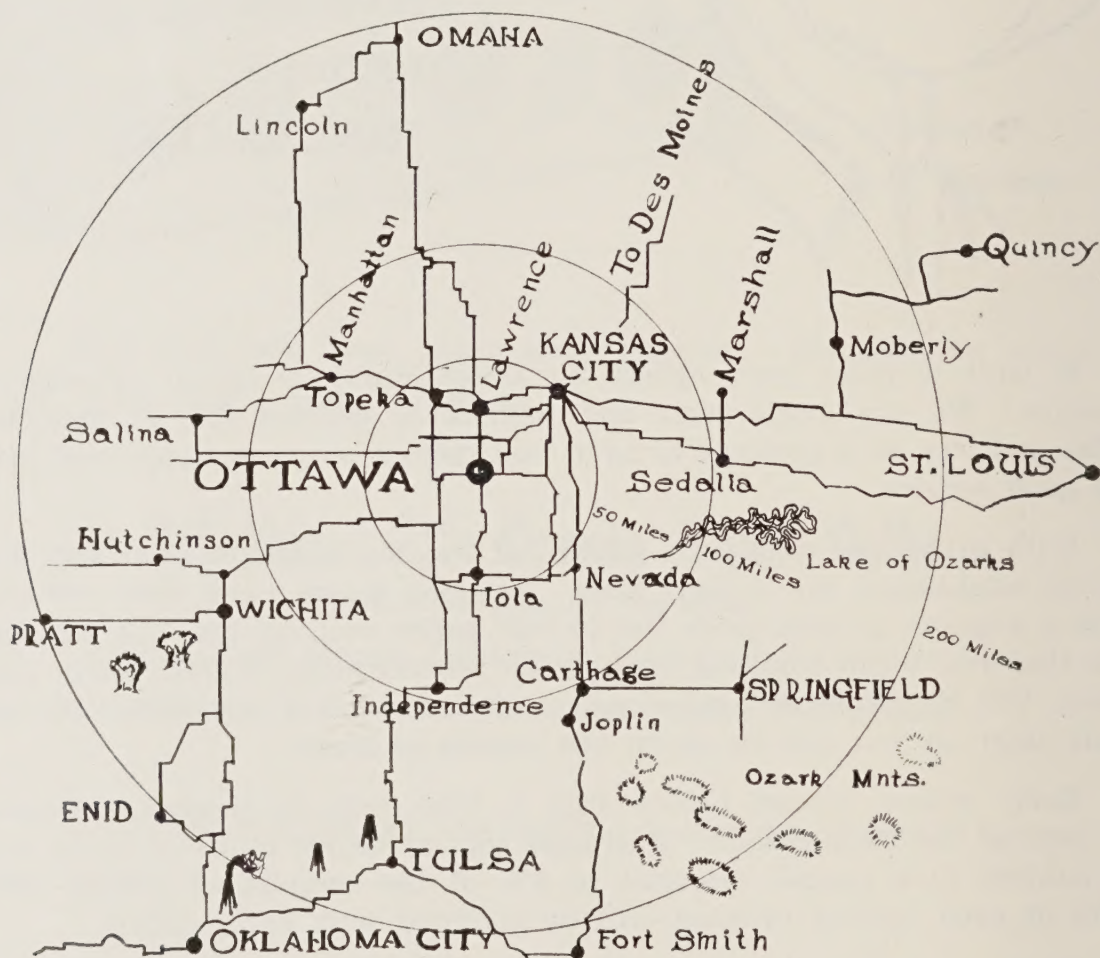 OMAHA
Lincoln
To Des Moines
Manhattan
Lawrence
Marshall
Quincy
KANSAS
CITY
Moberly
Topeka
Salina
OTTAWA
Sedalia
ST. LOUIS
50 Miles
100 Miles
Lake of Ozarks
Hutchinson
Nevada
Iola
WICHITA
PRATT
200 Miles
Carthage
SPRINGFIELD
Independence
Joplin
Ozark Mnts.
ENID
TULSA
OKLAHOMA CITY
Fort Smith